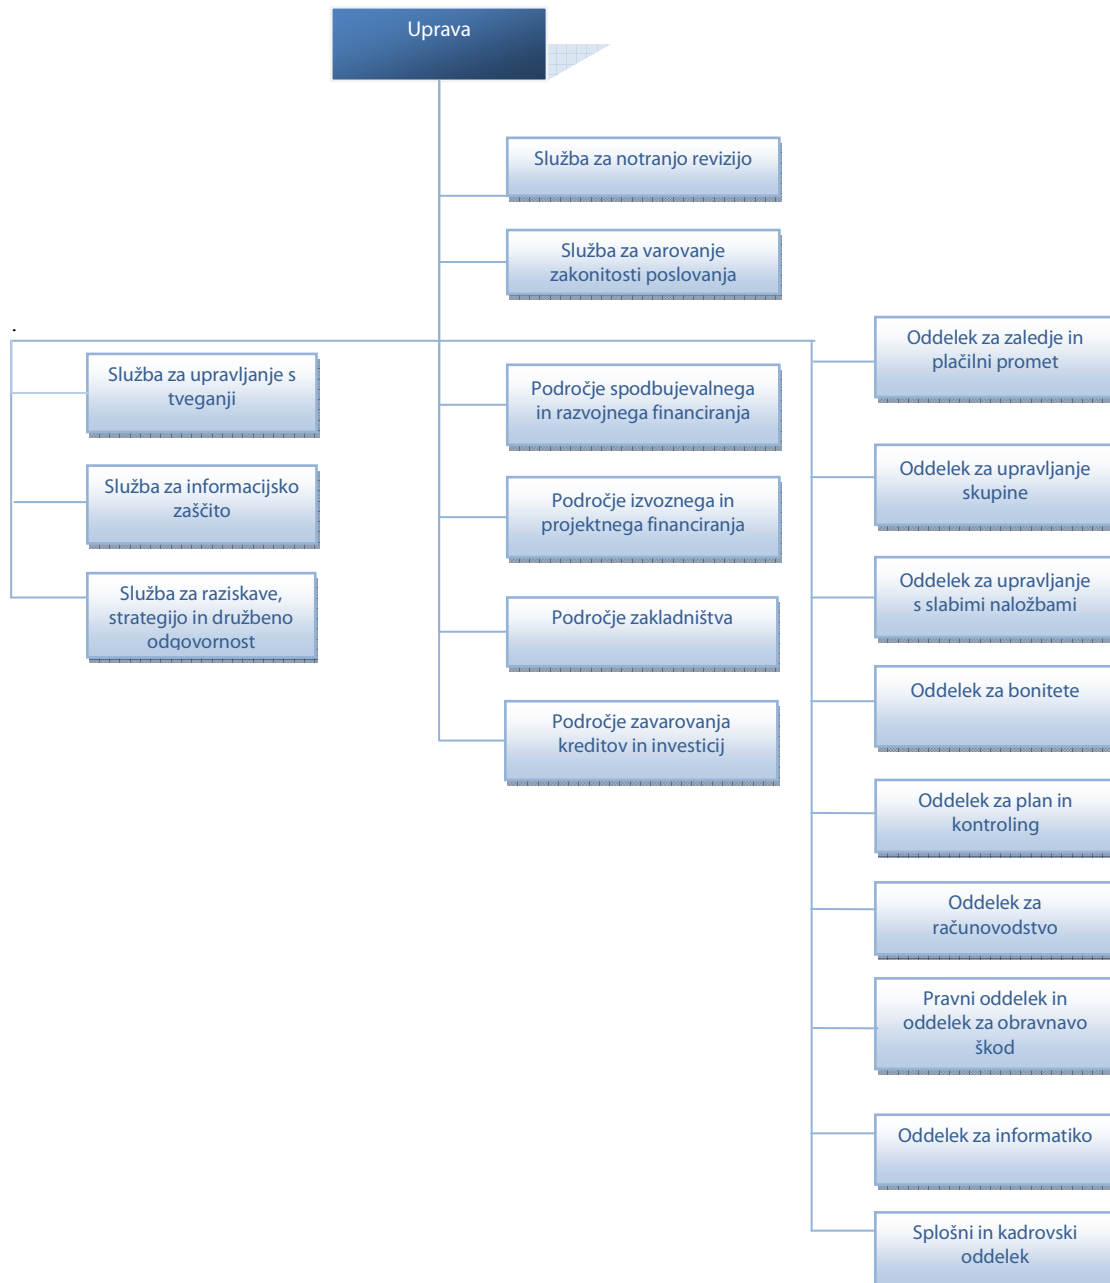 Uprava
Služba za notranjo revizijo
Služba za varovanje
zakonitosti poslovanja
.
Služba za upravljanje s
tveganji
Služba za informacijsko
zaščito
Služba za raziskave,
strategijo in družbeno
odgovornost
Področje spodbujevalnega
in razvojnega financiranja
Področje izvoznega in
projektnega financiranja
Področje zakladništva
Področje zavarovanja
kreditov in investicij
Oddelek za zaledje in
plačilni promet
Oddelek za upravljanje
skupine
Oddelek za upravljanje
s slabimi naložbami
Oddelek za bonitete
Oddelek za plan in
kontroling
Oddelek za
računovodstvo
Pravni oddelek in
oddelek za obravnavo
škod
Oddelek za informatiko
Splošni in kadrovski
oddelek